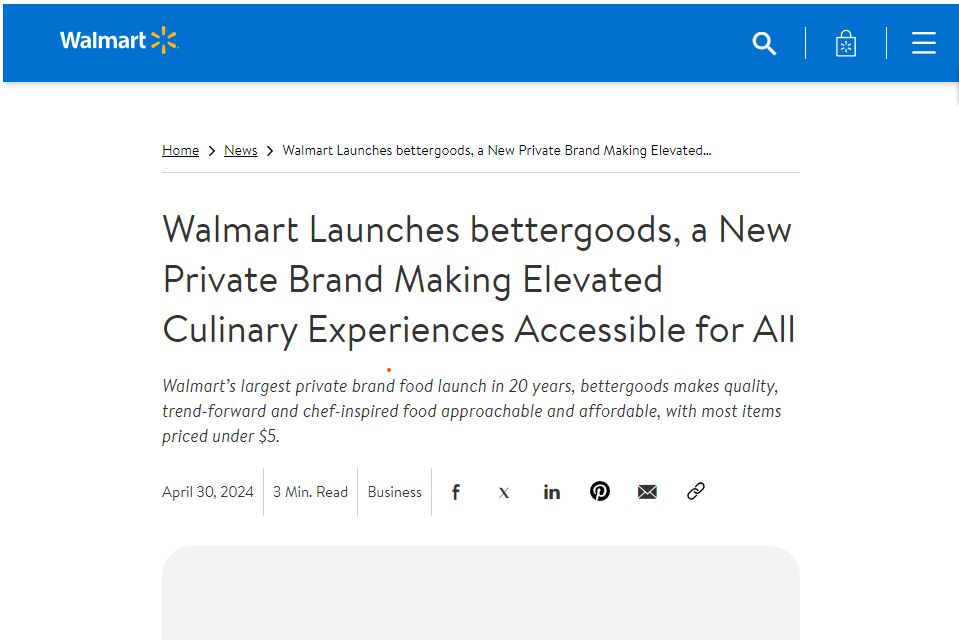 Walmart
Home > News > Walmart Launches bettergoods, a New Private Brand Making Elevated...
Walmart Launches bettergoods, a New
Private Brand Making Elevated
Culinary Experiences Accessible for All
Walmart’s largest private brand food launch in 20 years, bettergoods makes quality,
trend-forward and chef-inspired food approachable and affordable, with most items
priced under $5.
April 30, 2024 3 Min. Read Business